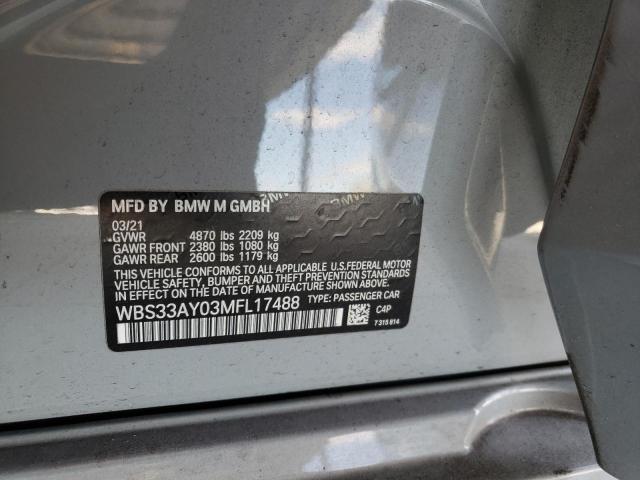 MFD BY BMW M GMBH
03/21
GVWR 4870 lbs 2209 kg
GAWR FRONT 2380 lbs 1080 kg
GAWR REAR 2600 lbs 1179 kg
THIS VEHICLE CONFORMS TO ALL APPLICABLE
U.S.FEDERAL MOTOR
VEHICLE SAFETY, BUMPER, AND THEFT PREVENTION
STANDARDS IN EFFECT ON THE DATE OF
MANUFACTURE SHOWN ABOVE.
WBS33AY03MFL17488 TYPE: PASSENGER CAR
C4P
7 315 814